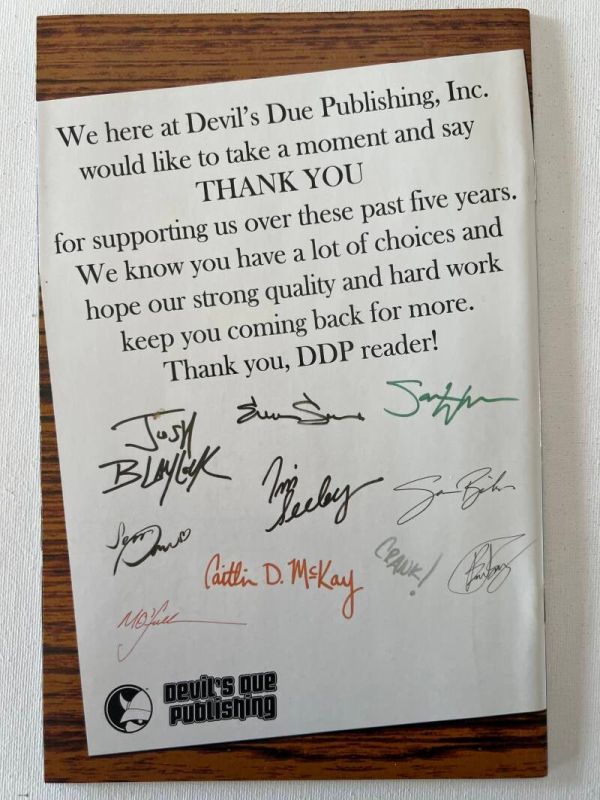 We here at Devil's Due Publishing, Inc.
would like to take a moment and say
THANK YOU
for supporting us over these past five years.
We know you have a lot of choices and
hope our strong quality and hard work
keep you coming back for more.
Thank you, DDP reader!
JOSH
BLAYLOCK
Tim
Seeley
CRANK!
Caitlin D. McKay
DEVIL'S DUE
PUBLISHING